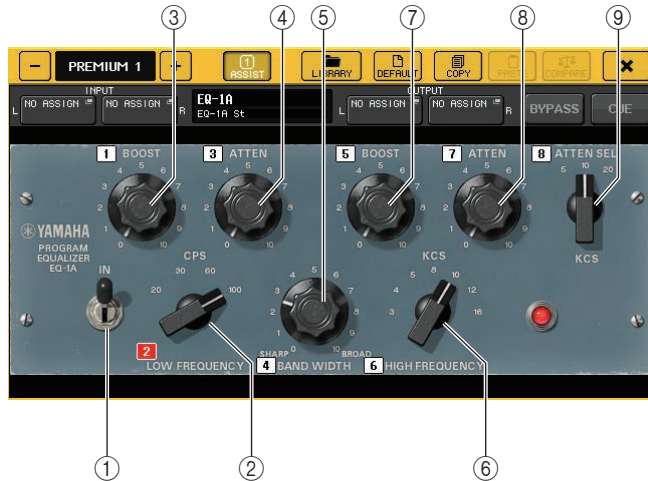 ③ ④ ⑤ ⑦ ⑧ ⑨
− PREMIUM 1 + 1 ASSIST LIBRARY DEFAULT COPY PASTE COMPARE ×
INPUT OUTPUT
L NO ASSIGN NO ASSIGN R EQ-1A L NO ASSIGN NO ASSIGN R BYPASS CUE
EQ-1A St
1 BOOST 3 ATTEN 5 BOOST 7 ATTEN 8 ATTEN SEL
0 1 2 3 4 5 6 7 8 9 10
0 1 2 3 4 5 6 7 8 9 10
0 1 2 3 4 5 6 7 8 9 10
0 1 2 3 4 5 6 7 8 9 10
5 10 20
KCS
YAMAHA
PROGRAM
EQUALIZER
EQ-1A
IN
CPS
20 30 60 100
0 1 2 3 4 5 6 7 8 9 10
SHARP BROAD
KCS
3 4 5 8 10 12 16
2 LOW FREQUENCY 4 BAND WIDTH 6 HIGH FREQUENCY
① ② ⑥